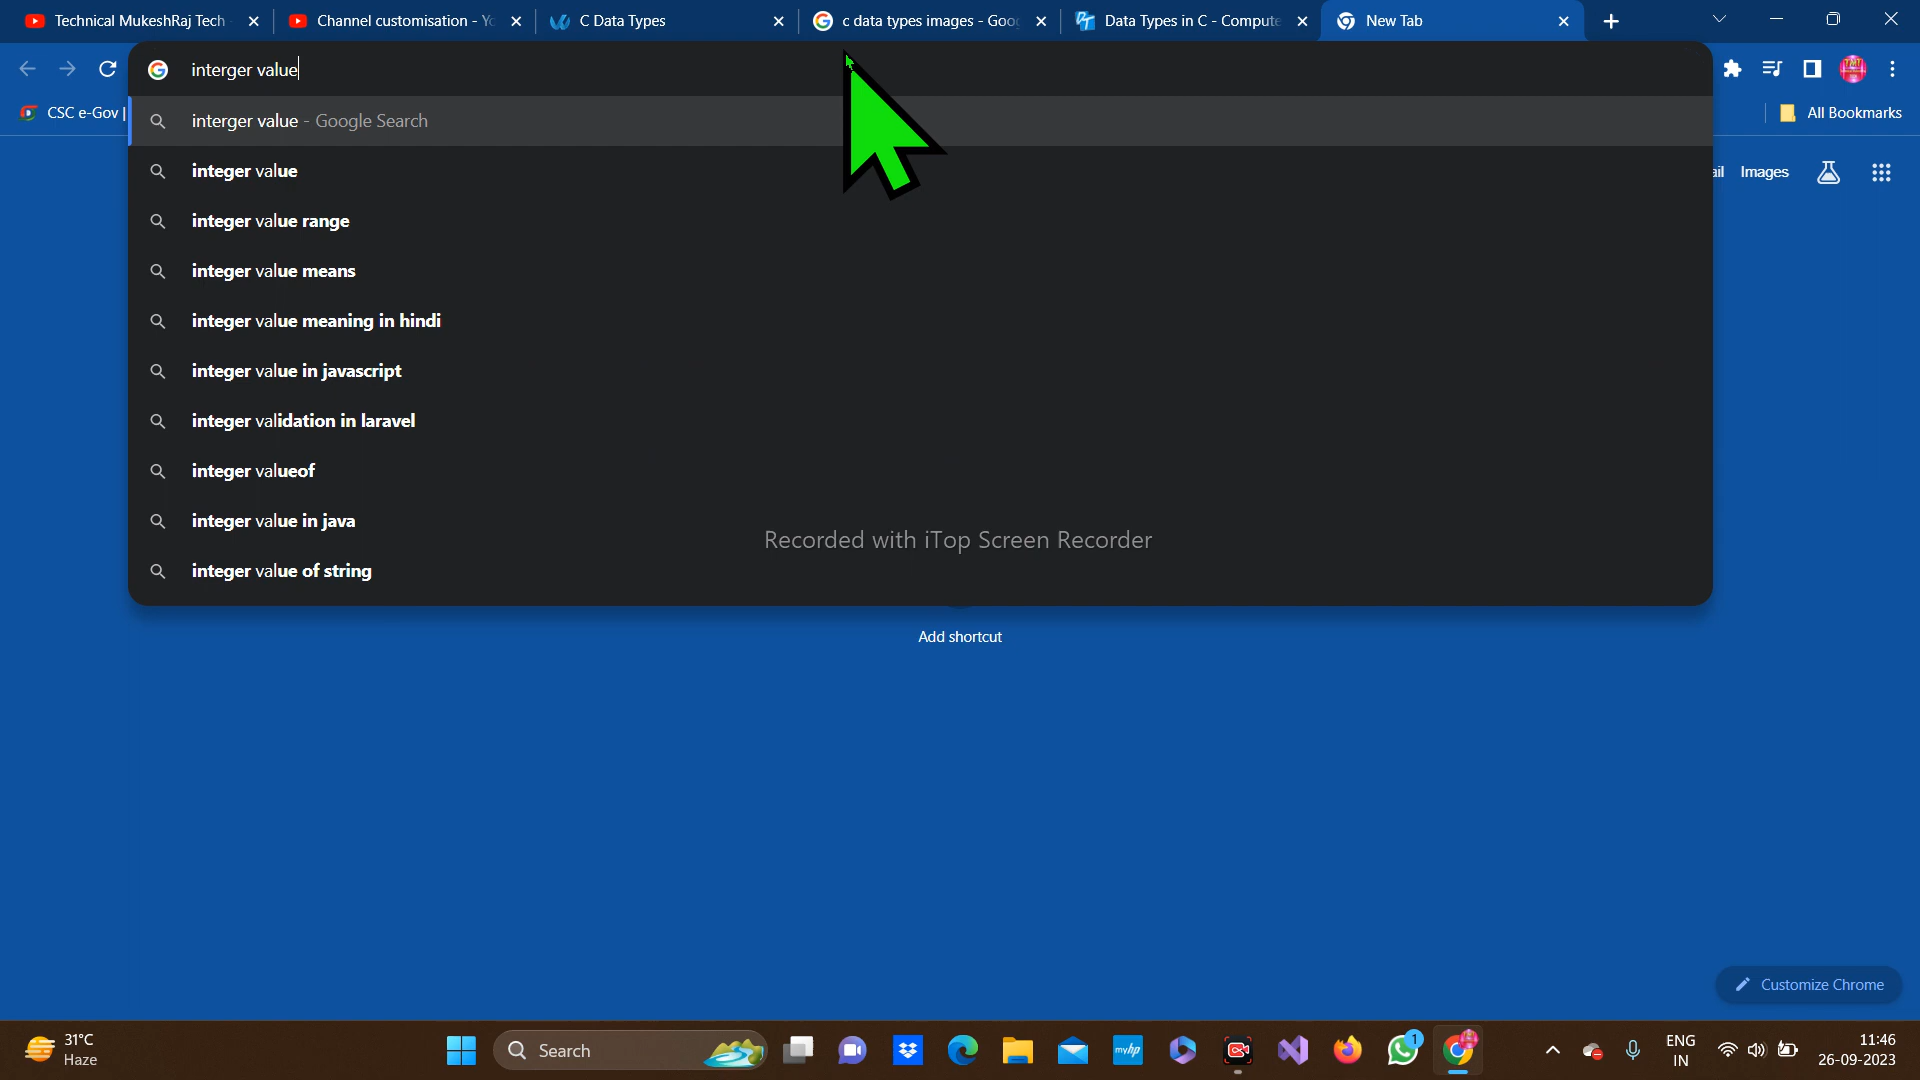 Technical MukeshRaj Tech
Channel customisation - Yo
C Data Types
c data types images - Goo
Data Types in C - Compute
New Tab
interger value
CSC e-Gov |
All Bookmarks
interger value - Google Search
integer value
integer value range
integer value means
integer value meaning in hindi
integer value in javascript
integer validation in laravel
integer valueof
integer value in java
integer value of string
ail
Images
Recorded with iTop Screen Recorder
Add shortcut
Customize Chrome
31°C
Haze
Search
myhp
1
ENG
IN
11:46
26-09-2023